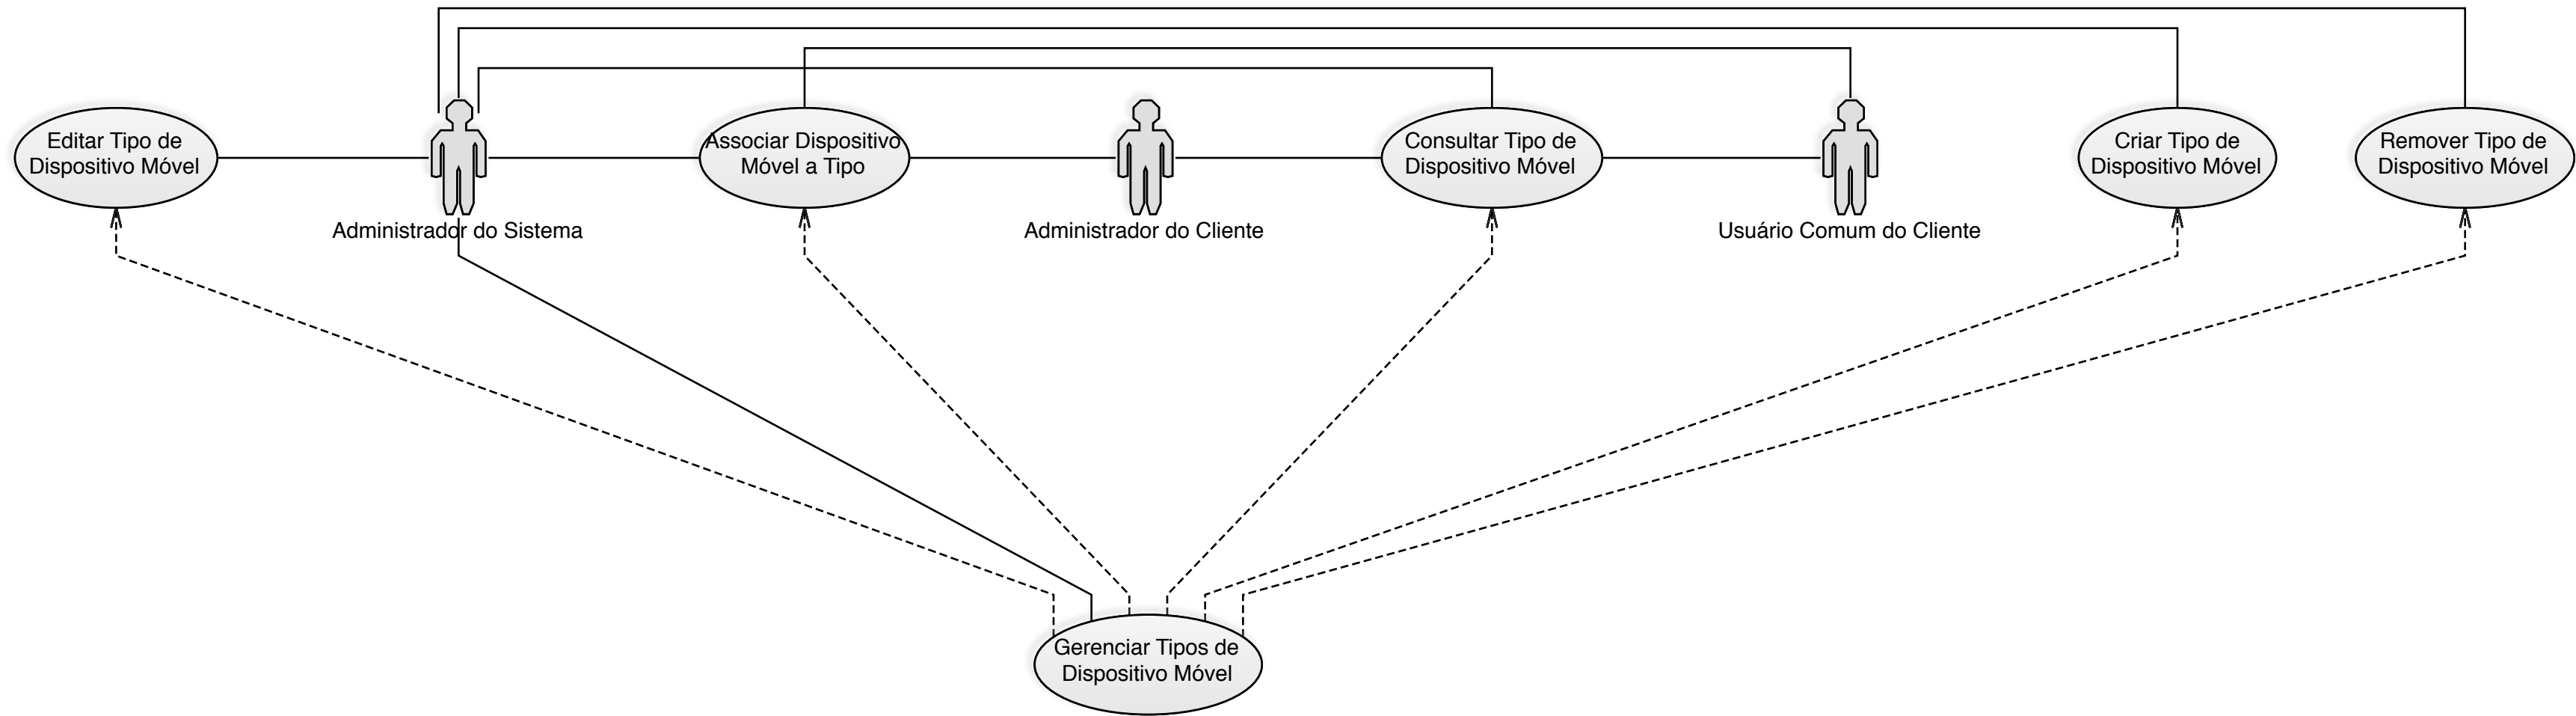 Editar Tipo de
Dispositivo Móvel
Administrador do Sistema
Associar Dispositivo
Móvel a Tipo
Administrador do Cliente
Consultar Tipo de
Dispositivo Móvel
Usuário Comum do Cliente
Criar Tipo de
Dispositivo Móvel
Remover Tipo de
Dispositivo Móvel
Gerenciar Tipos de
Dispositivo Móvel